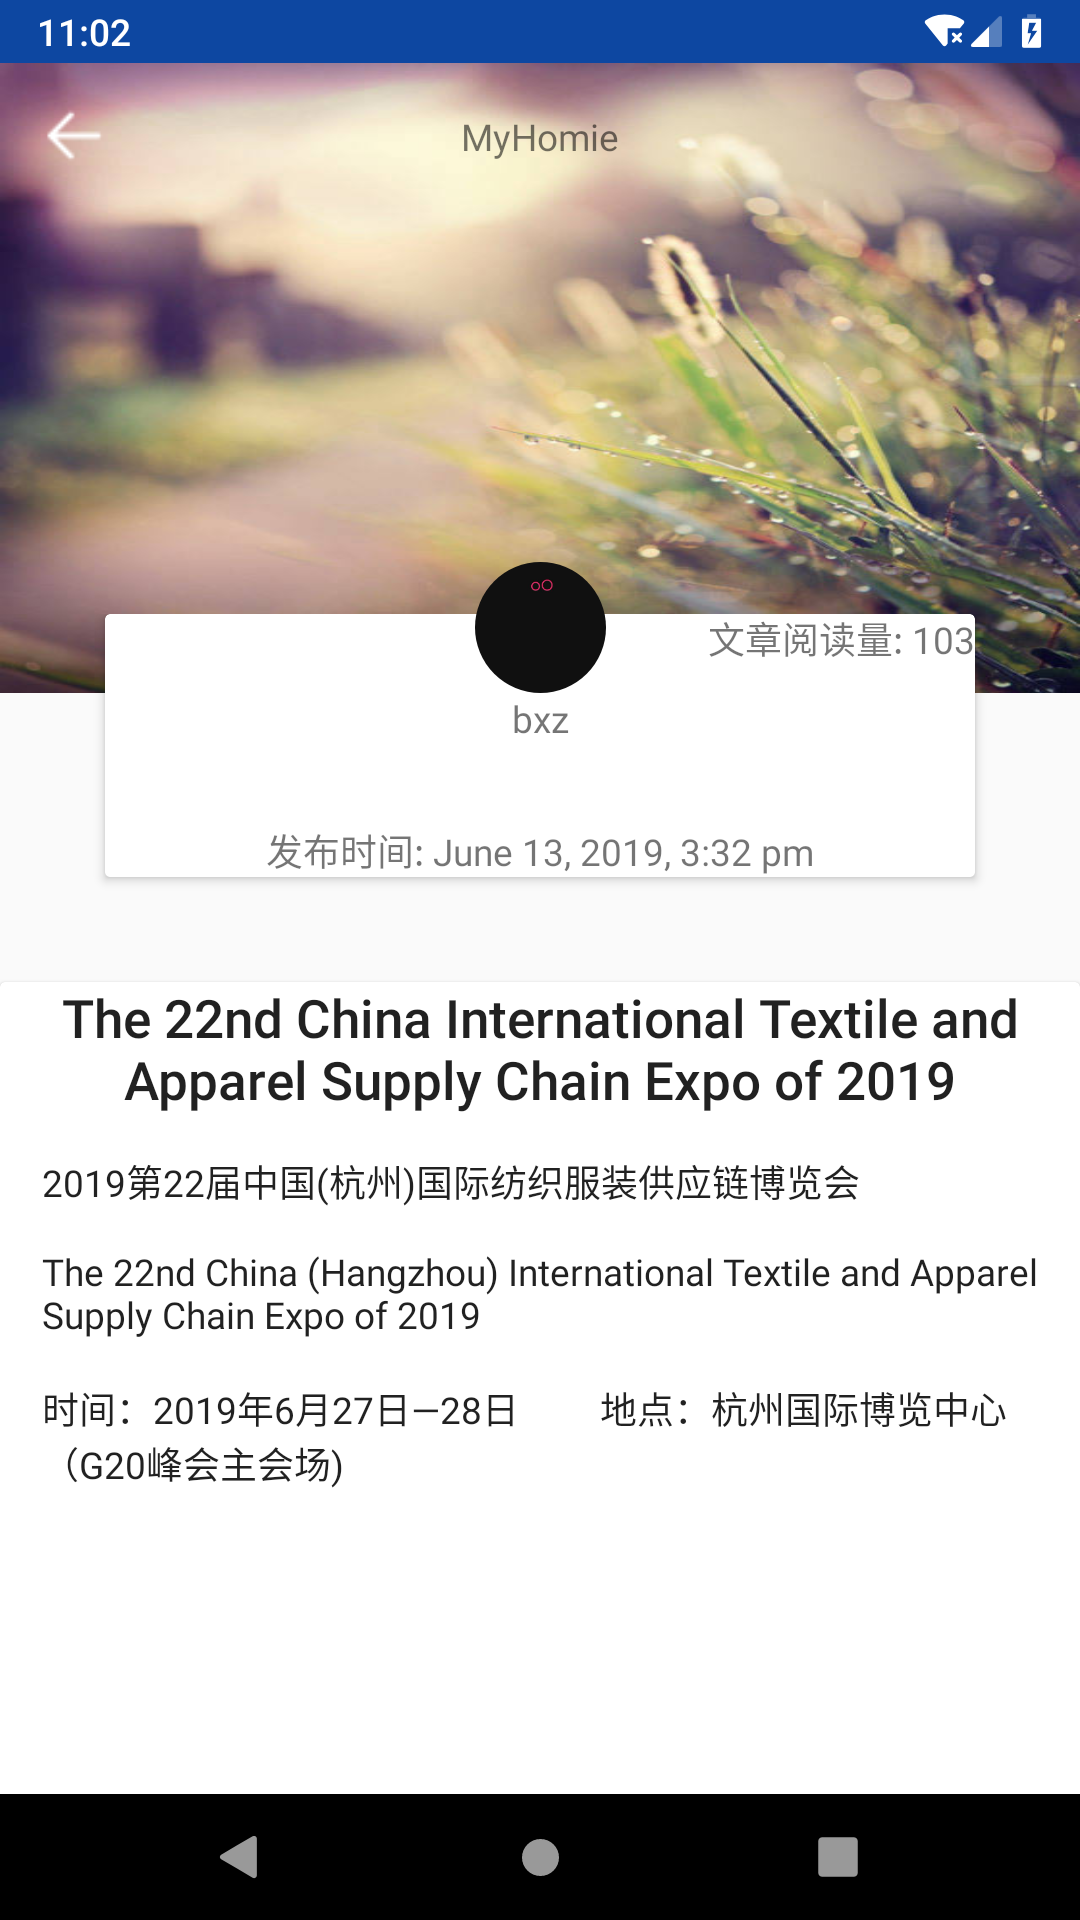 11:02
MyHomie
文章阅读量: 103
bxz
发布时间: June 13, 2019, 3:32 pm
The 22nd China International Textile and
Apparel Supply Chain Expo of 2019
2019第22届中国(杭州)国际纺织服装供应链博览会
The 22nd China (Hangzhou) International Textile and Apparel
Supply Chain Expo of 2019
时间：2019年6月27日—28日 地点：杭州国际博览中心
（G20峰会主会场)